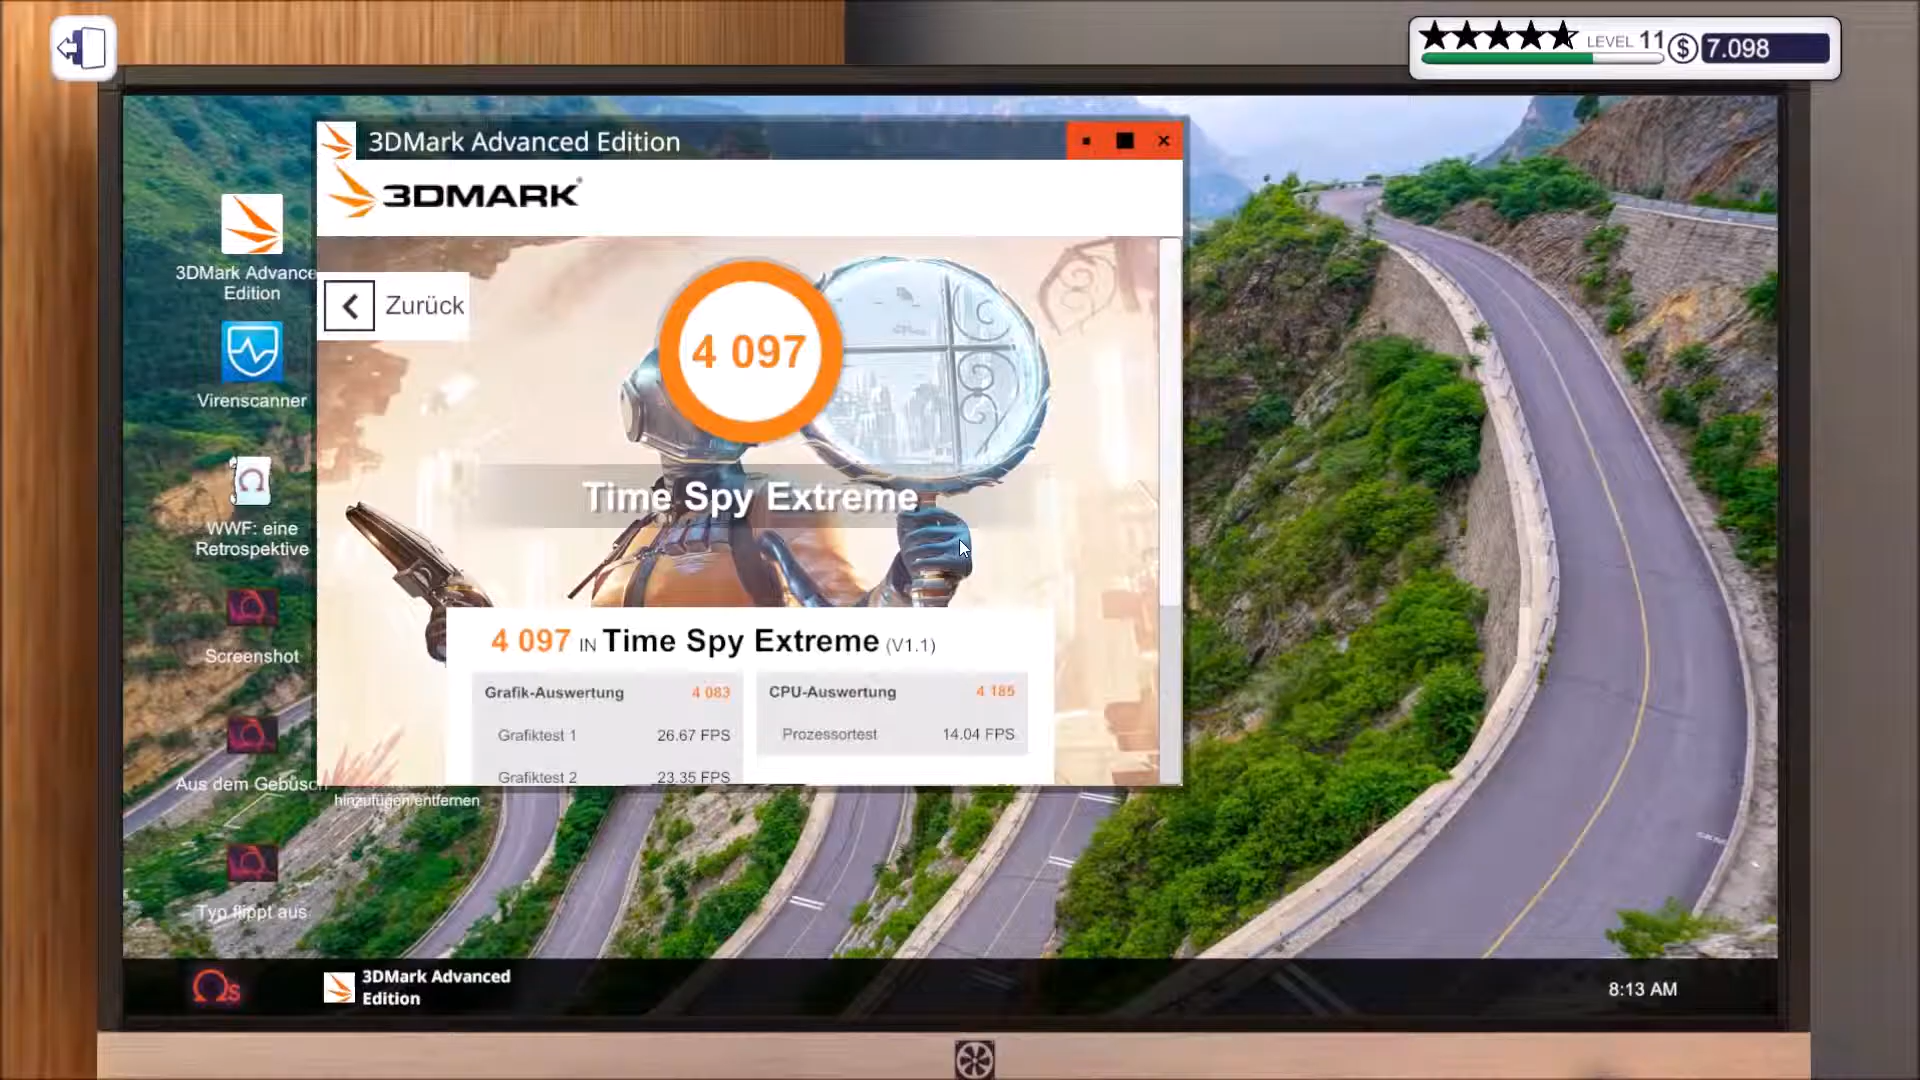 LEVEL 11
$ 7.098
3DMark Advanced Edition
3DMARK
Zurück
4 097
Time Spy Extreme
4 097 IN Time Spy Extreme (V1.1)
Grafik-Auswertung 4 083
Grafiktest 1 26.67 FPS
Grafiktest 2 23.35 FPS
CPU-Auswertung 4 185
Prozessortest 14.04 FPS
3DMark Advance
Edition
Virenscanner
WWF: eine
Retrospektive
Screenshot
Aus dem Gebüsc
hinzufügen/entfernen
Typ flippt aus
Ωs
3DMark Advanced
Edition
8:13 AM